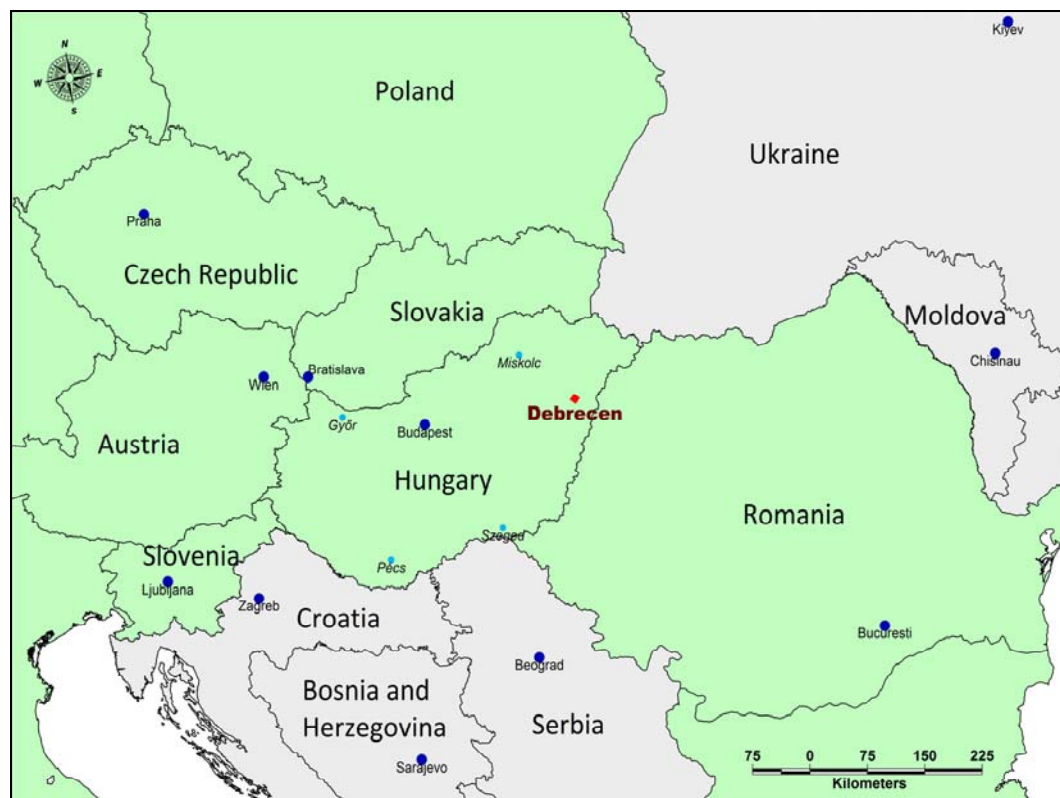 N
W E
S
Kiyev
Poland
Ukraine
Praha
Czech Republic
Slovakia
Moldova
Miskolc
Chisinau
Wien
Bratislava
Debrecen
Győr
Budapest
Austria
Hungary
Romania
Szeged
Slovenia
Pécs
Ljubljana
Zagreb
Croatia
Bucuresti
Beograd
Bosnia and
Herzegovina
Serbia
Sarajevo
75 0 75 150 225
Kilometers